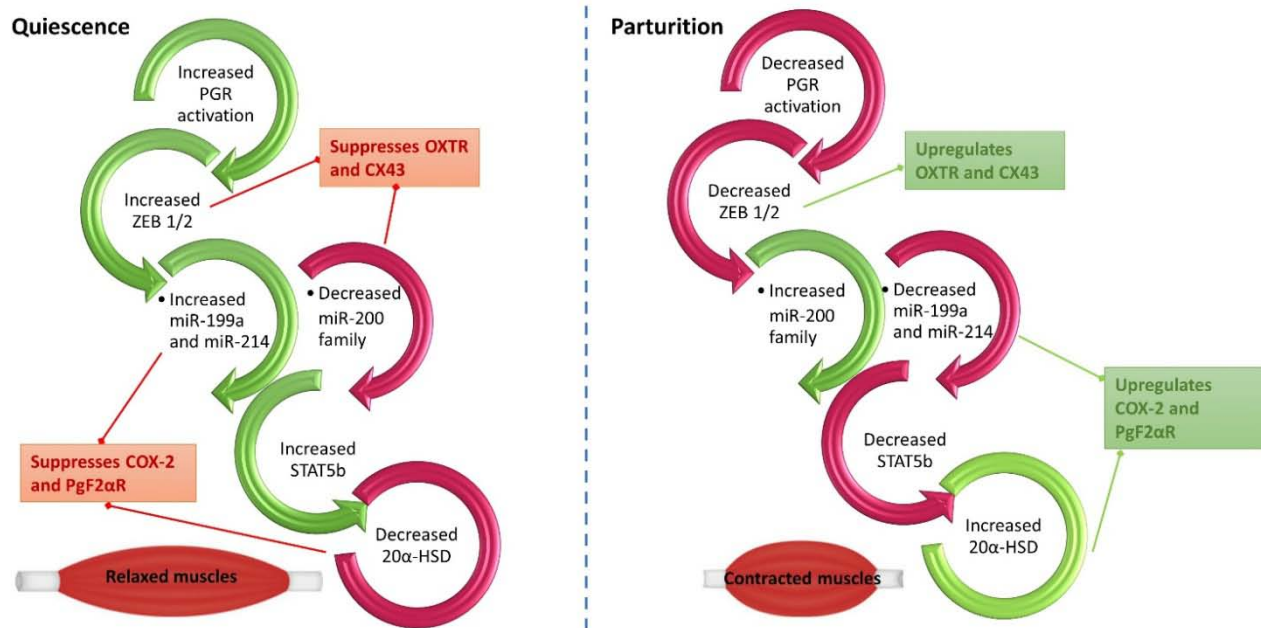 Quiescence
Increased
PGR
activation
Suppresses OXTR
and CX43
Increased
ZEB 1/2
• Increased
miR-199a
and miR-214
• Decreased
miR-200
family
Increased
STAT5b
Suppresses COX-2
and PgF2αR
Decreased
20α-HSD
Relaxed muscles
Parturition
Decreased
PGR
activation
Upregulates
OXTR and CX43
Decreased
ZEB 1/2
• Increased
miR-200
family
• Decreased
miR-199a
and miR-214
Upregulates
COX-2 and
PgF2αR
Decreased
STAT5b
Increased
20α-HSD
Contracted muscles